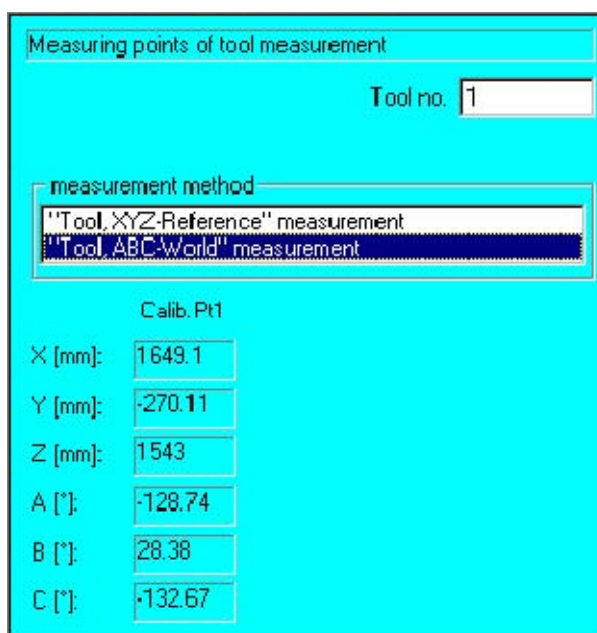 Measuring points of tool measurement
Tool no. 1
measurement method
"Tool, XYZ-Reference" measurement
"Tool, ABC-World" measurement
Calib. Pt1
X [mm]: 1649.1
Y [mm]: -270.11
Z [mm]: 1543
A [°]: -128.74
B [°]: 28.38
C [°]: -132.67